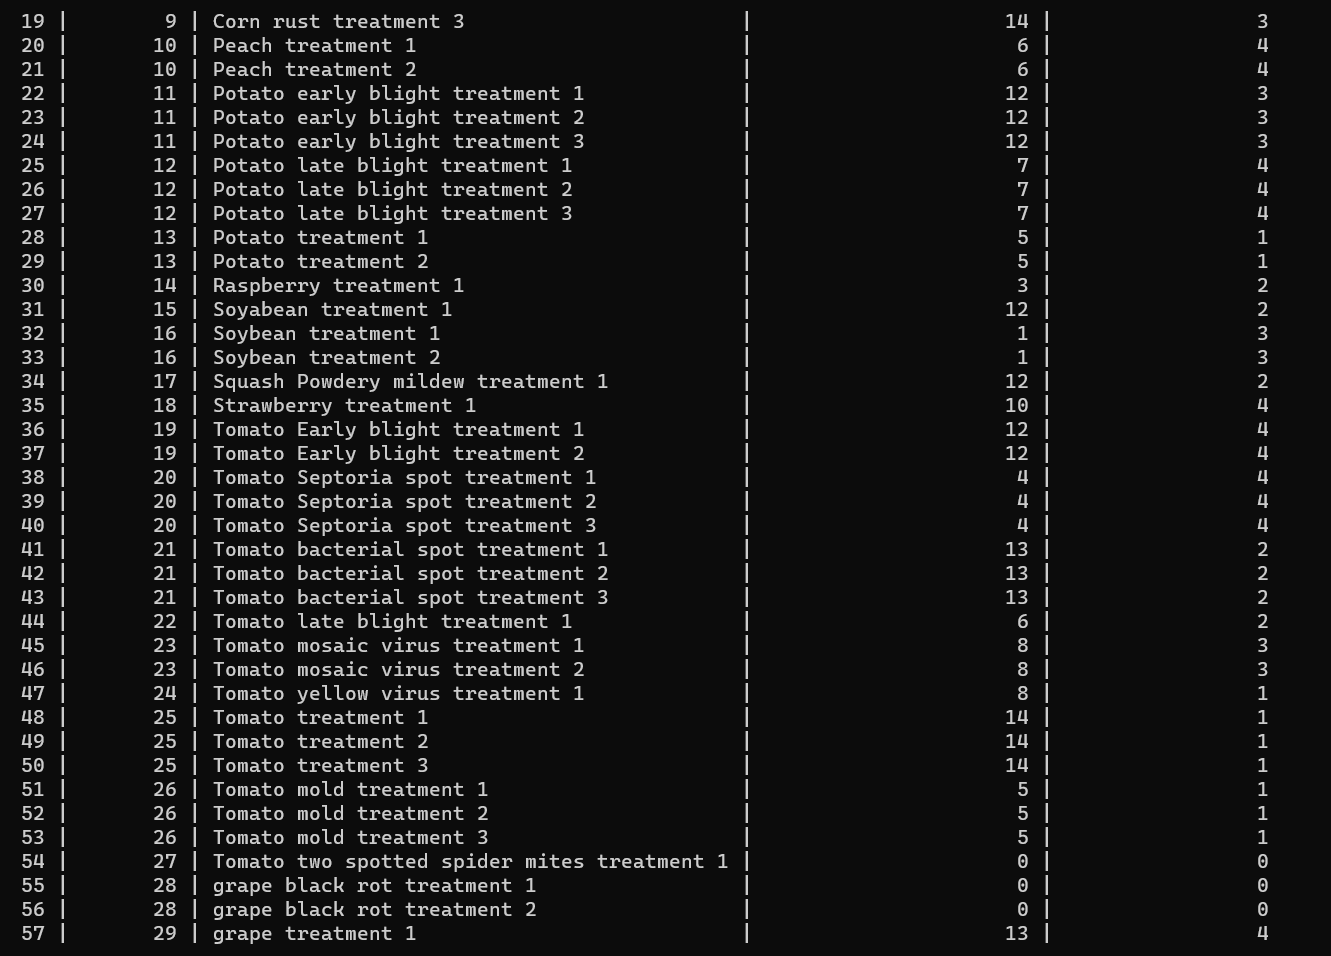 19 | 9 | Corn rust treatment 3 | 14 | 3
20 | 10 | Peach treatment 1 | 6 | 4
21 | 10 | Peach treatment 2 | 6 | 4
22 | 11 | Potato early blight treatment 1 | 12 | 3
23 | 11 | Potato early blight treatment 2 | 12 | 3
24 | 11 | Potato early blight treatment 3 | 12 | 3
25 | 12 | Potato late blight treatment 1 | 7 | 4
26 | 12 | Potato late blight treatment 2 | 7 | 4
27 | 12 | Potato late blight treatment 3 | 7 | 4
28 | 13 | Potato treatment 1 | 5 | 1
29 | 13 | Potato treatment 2 | 5 | 1
30 | 14 | Raspberry treatment 1 | 3 | 2
31 | 15 | Soyabean treatment 1 | 12 | 2
32 | 16 | Soybean treatment 1 | 1 | 3
33 | 16 | Soybean treatment 2 | 1 | 3
34 | 17 | Squash Powdery mildew treatment 1 | 12 | 2
35 | 18 | Strawberry treatment 1 | 10 | 4
36 | 19 | Tomato Early blight treatment 1 | 12 | 4
37 | 19 | Tomato Early blight treatment 2 | 12 | 4
38 | 20 | Tomato Septoria spot treatment 1 | 4 | 4
39 | 20 | Tomato Septoria spot treatment 2 | 4 | 4
40 | 20 | Tomato Septoria spot treatment 3 | 4 | 4
41 | 21 | Tomato bacterial spot treatment 1 | 13 | 2
42 | 21 | Tomato bacterial spot treatment 2 | 13 | 2
43 | 21 | Tomato bacterial spot treatment 3 | 13 | 2
44 | 22 | Tomato late blight treatment 1 | 6 | 2
45 | 23 | Tomato mosaic virus treatment 1 | 8 | 3
46 | 23 | Tomato mosaic virus treatment 2 | 8 | 3
47 | 24 | Tomato yellow virus treatment 1 | 8 | 1
48 | 25 | Tomato treatment 1 | 14 | 1
49 | 25 | Tomato treatment 2 | 14 | 1
50 | 25 | Tomato treatment 3 | 14 | 1
51 | 26 | Tomato mold treatment 1 | 5 | 1
52 | 26 | Tomato mold treatment 2 | 5 | 1
53 | 26 | Tomato mold treatment 3 | 5 | 1
54 | 27 | Tomato two spotted spider mites treatment 1 | 0 | 0
55 | 28 | grape black rot treatment 1 | 0 | 0
56 | 28 | grape black rot treatment 2 | 0 | 0
57 | 29 | grape treatment 1 | 13 | 4